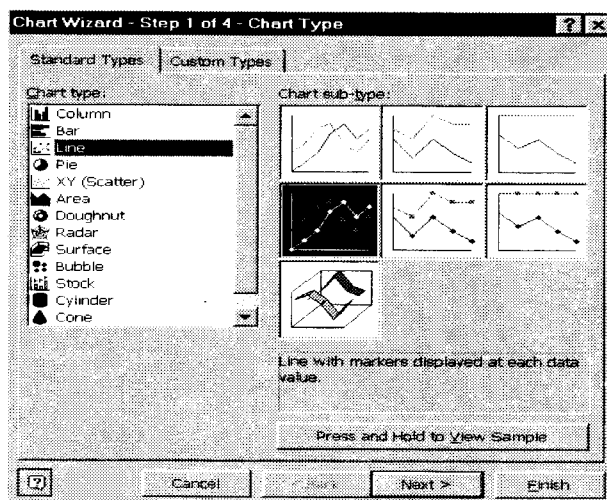 Chart Wizard - Step 1 of 4 - Chart Type
Standard Types
Custom Types
Chart type:
Column
Bar
Line
Pie
XY (Scatter)
Area
Doughnut
Radar
Surface
Bubble
Stock
Cylinder
Cone
Chart sub-type:
Line with markers displayed at each data
value.
Press and Hold to View Sample
Cancel
Next >
Finish